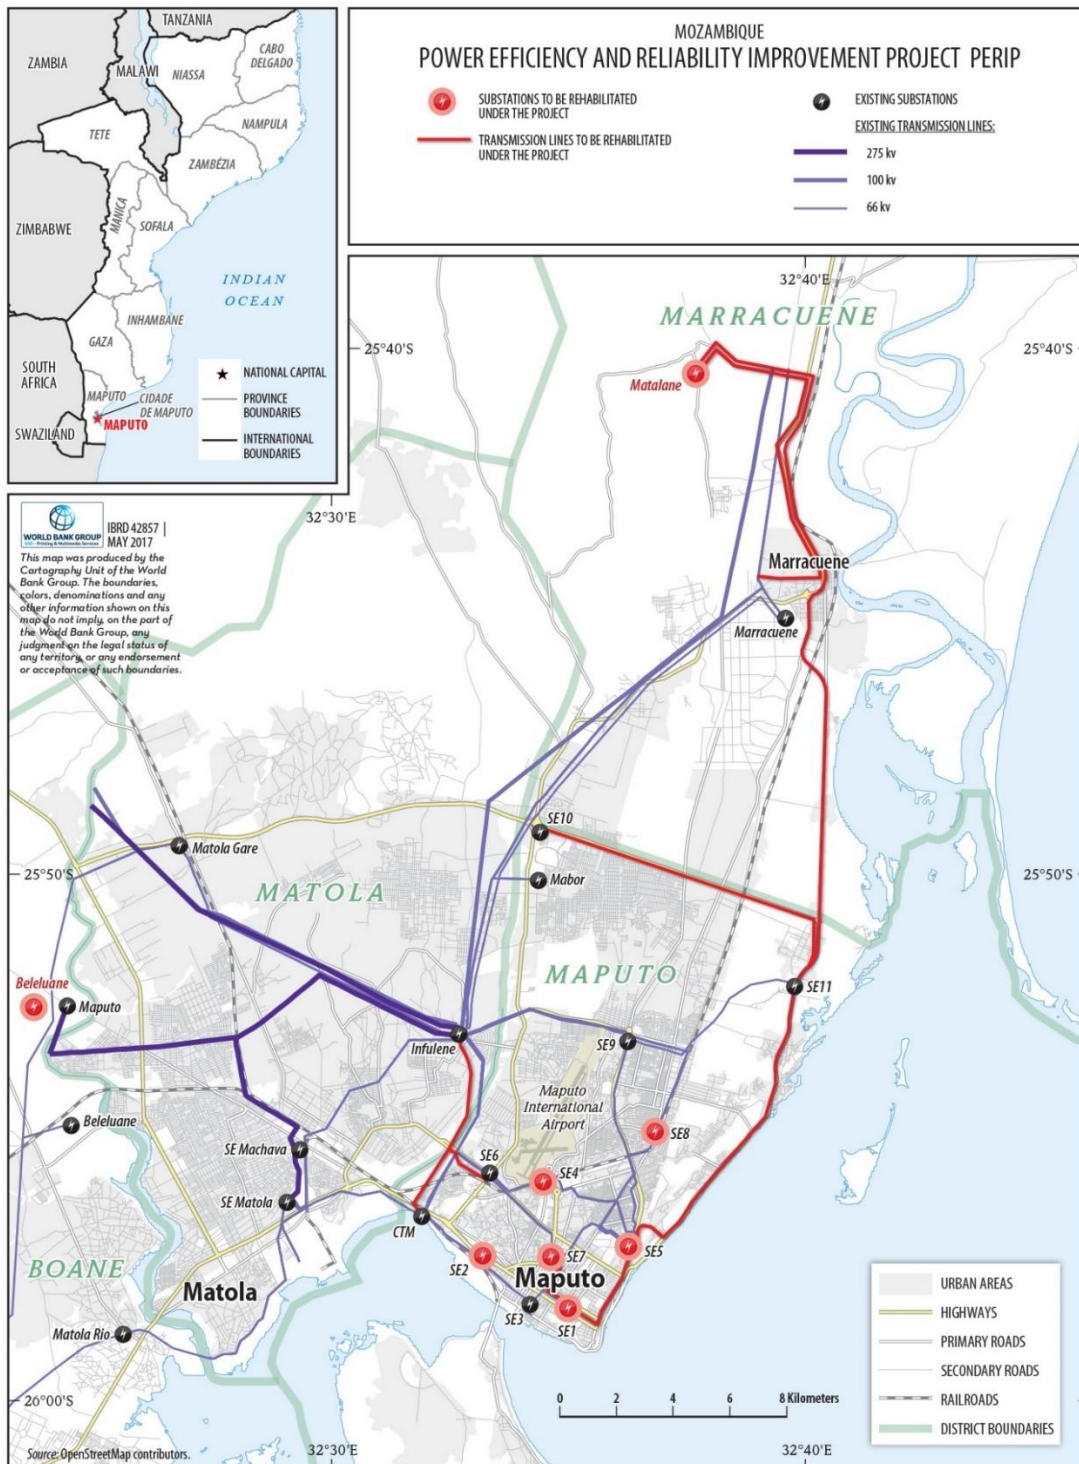 TANZANIA
ZAMBIA
MALAWI
NIASSA
CABO
DELGADO
TETE
NAMPULA
ZAMBÉZIA
MANICA
SOFALA
ZIMBABWE
INDIAN
OCEAN
INHAMBANE
GAZA
SOUTH
AFRICA
MAPUTO
CIDADE
DE MAPUTO
MAPUTO
SWAZILAND
NATIONAL CAPITAL
PROVINCE
BOUNDARIES
INTERNATIONAL
BOUNDARIES
MOZAMBIQUE
POWER EFFICIENCY AND RELIABILITY IMPROVEMENT PROJECT PERIP
SUBSTATIONS TO BE REHABILITATED
UNDER THE PROJECT
TRANSMISSION LINES TO BE REHABILITATED
UNDER THE PROJECT
EXISTING SUBSTATIONS
EXISTING TRANSMISSION LINES:
275 kv
100 kv
66 kv
WORLD BANK GROUP
IBRD 42857 |
MAY 2017
This map was produced by the
Cartography Unit of the World
Bank Group. The boundaries,
colors, denominations and any
other information shown on this
map do not imply, on the part of
the World Bank Group, any
judgment on the legal status of
any territory, or any endorsement
or acceptance of such boundaries.
32°40'E
MARRACUENE
25°40'S
25°40'S
Matalane
32°30'E
Marracuene
Marracuene
SE10
Matola Gare
25°50'S
Mabor
25°50'S
MATOLA
MAPUTO
Beleluane
Maputo
SE11
Infulene
SE9
Maputo
International
Airport
Beleluane
SE8
SE Machava
SE6
SE4
SE Matola
CTM
SE2
SE7
SE5
BOANE
Matola
Maputo
SE3
SE1
Matola Rio
26°00'S
0 2 4 6 8 Kilometers
URBAN AREAS
HIGHWAYS
PRIMARY ROADS
SECONDARY ROADS
RAILROADS
DISTRICT BOUNDARIES
Source: OpenStreetMap contributors.
32°30'E
32°40'E